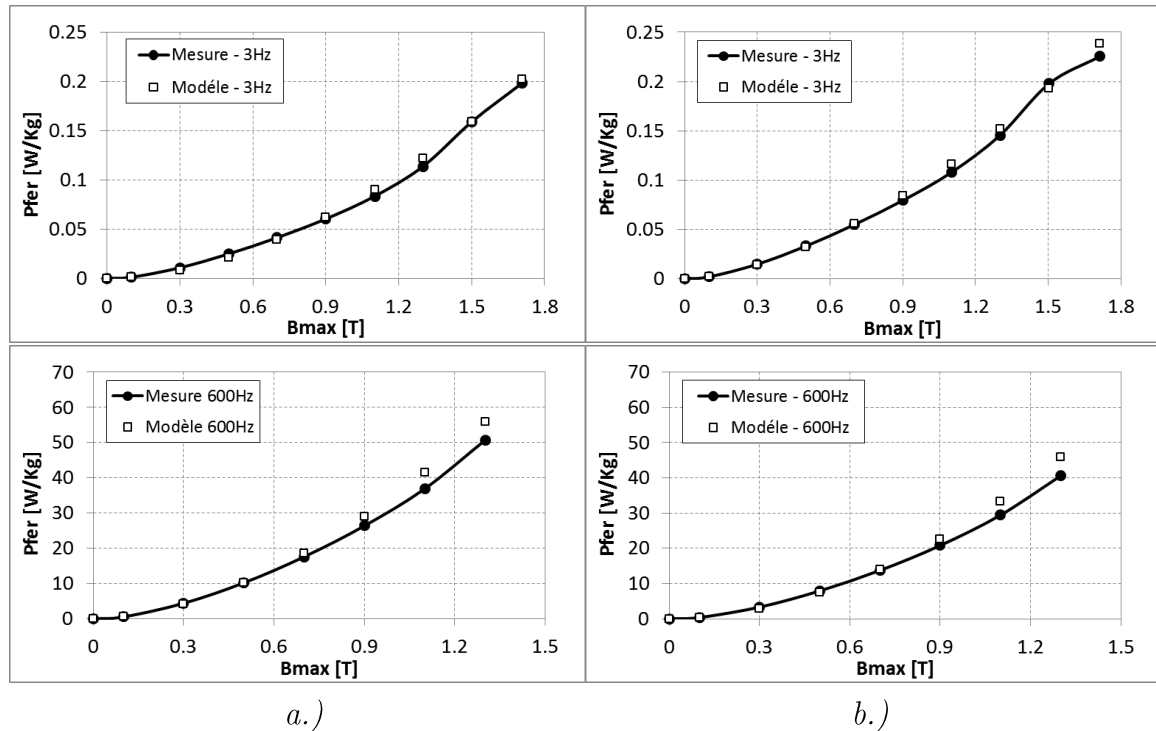 0.25
0.2
0.15
0.1
0.05
0
Pfer [W/Kg]
Mesure - 3Hz
Modéle - 3Hz
0 0.3 0.6 0.9 1.2 1.5 1.8
Bmax [T]
0.25
0.2
0.15
0.1
0.05
0
Pfer [W/Kg]
Mesure - 3Hz
Modéle - 3Hz
0 0.3 0.6 0.9 1.2 1.5 1.8
Bmax [T]
70
60
50
40
30
20
10
0
Pfer [W/Kg]
Mesure 600Hz
Modèle 600Hz
0 0.3 0.6 0.9 1.2 1.5
Bmax [T]
70
60
50
40
30
20
10
0
Pfer [W/Kg]
Mesure - 600Hz
Modéle - 600Hz
0 0.3 0.6 0.9 1.2 1.5
Bmax [T]
a.)
b.)